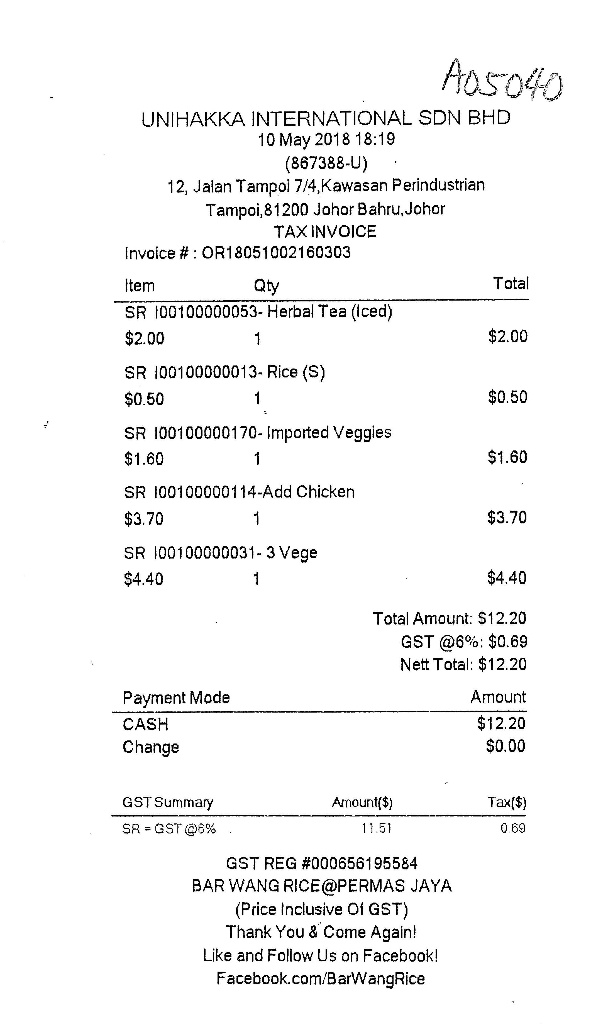 A05040
UNIHAKKA INTERNATIONAL SDN BHD
10 May 2018 18:19
(867388-U)
12, Jalan Tampoi 7/4,Kawasan Perindustrian
Tampoi,81200 Johor Bahru,Johor
TAX INVOICE
Invoice # : OR18051002160303
Item Qty Total
SR I00100000053- Herbal Tea (Iced)
$2.00 1 $2.00
SR I00100000013- Rice (S)
$0.50 1 $0.50
SR I00100000170- Imported Veggies
$1.60 1 $1.60
SR I00100000114-Add Chicken
$3.70 1 $3.70
SR I00100000031- 3 Vege
$4.40 1 $4.40
Total Amount: $12.20
GST @6%: $0.69
Nett Total: $12.20
Payment Mode Amount
CASH $12.20
Change $0.00
GST Summary Amount($) Tax($)
SR = GST @6% 11.51 0.69
GST REG #000656195584
BAR WANG RICE@PERMAS JAYA
(Price Inclusive Of GST)
Thank You & Come Again!
Like and Follow Us on Facebook!
Facebook.com/BarWangRice